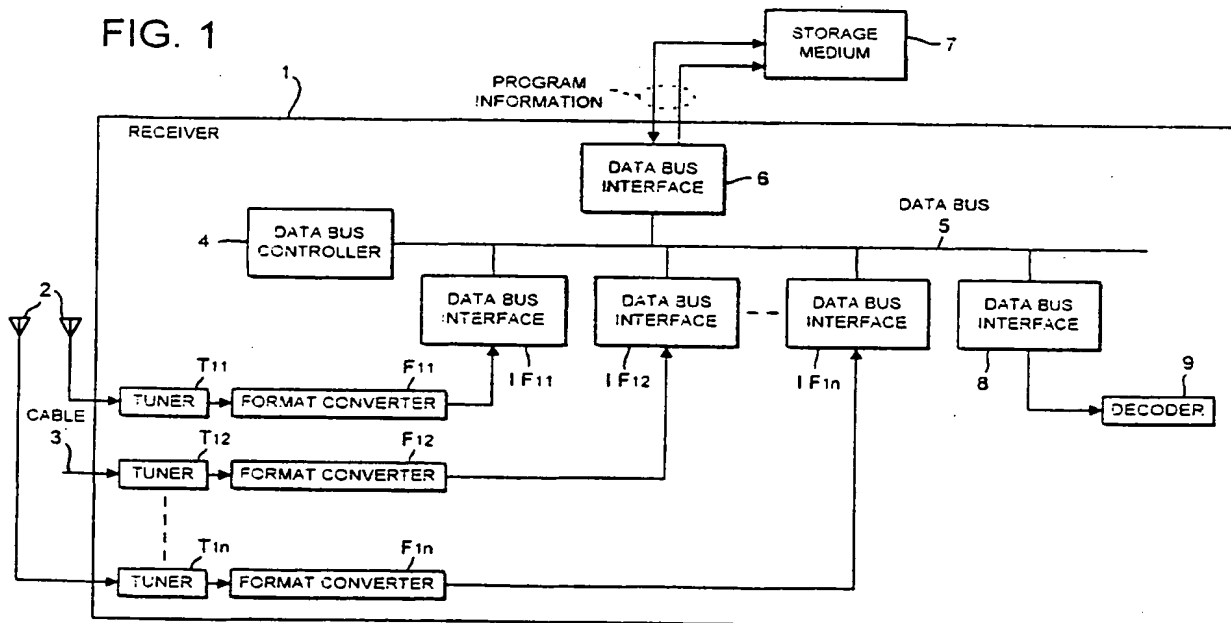 FIG. 1
STORAGE
MEDIUM
7
PROGRAM
INFORMATION
1
RECEIVER
DATA BUS
INTERFACE
6
DATA BUS
5
4
DATA BUS
CONTROLLER
2
DATA BUS
INTERFACE
DATA BUS
INTERFACE
DATA BUS
INTERFACE
DATA BUS
INTERFACE
IF11
IF12
IF1n
8
9
DECODER
T11
F11
TUNER
FORMAT CONVERTER
CABLE
3
T12
F12
TUNER
FORMAT CONVERTER
T1n
F1n
TUNER
FORMAT CONVERTER